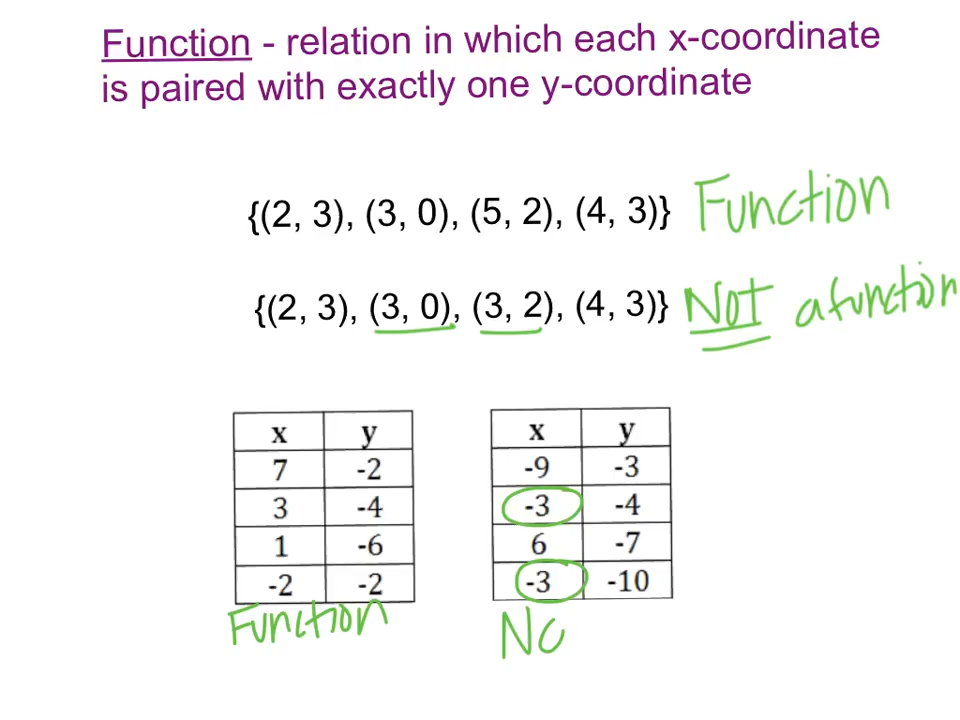 Function - relation in which each x-coordinate
is paired with exactly one y-coordinate
{(2, 3), (3, 0), (5, 2), (4, 3)} Function
{(2, 3), (3, 0), (3, 2), (4, 3)} NOT a function
x y
7 -2
3 -4
1 -6
-2 -2
Function
x y
-9 -3
-3 -4
6 -7
-3 -10
NO